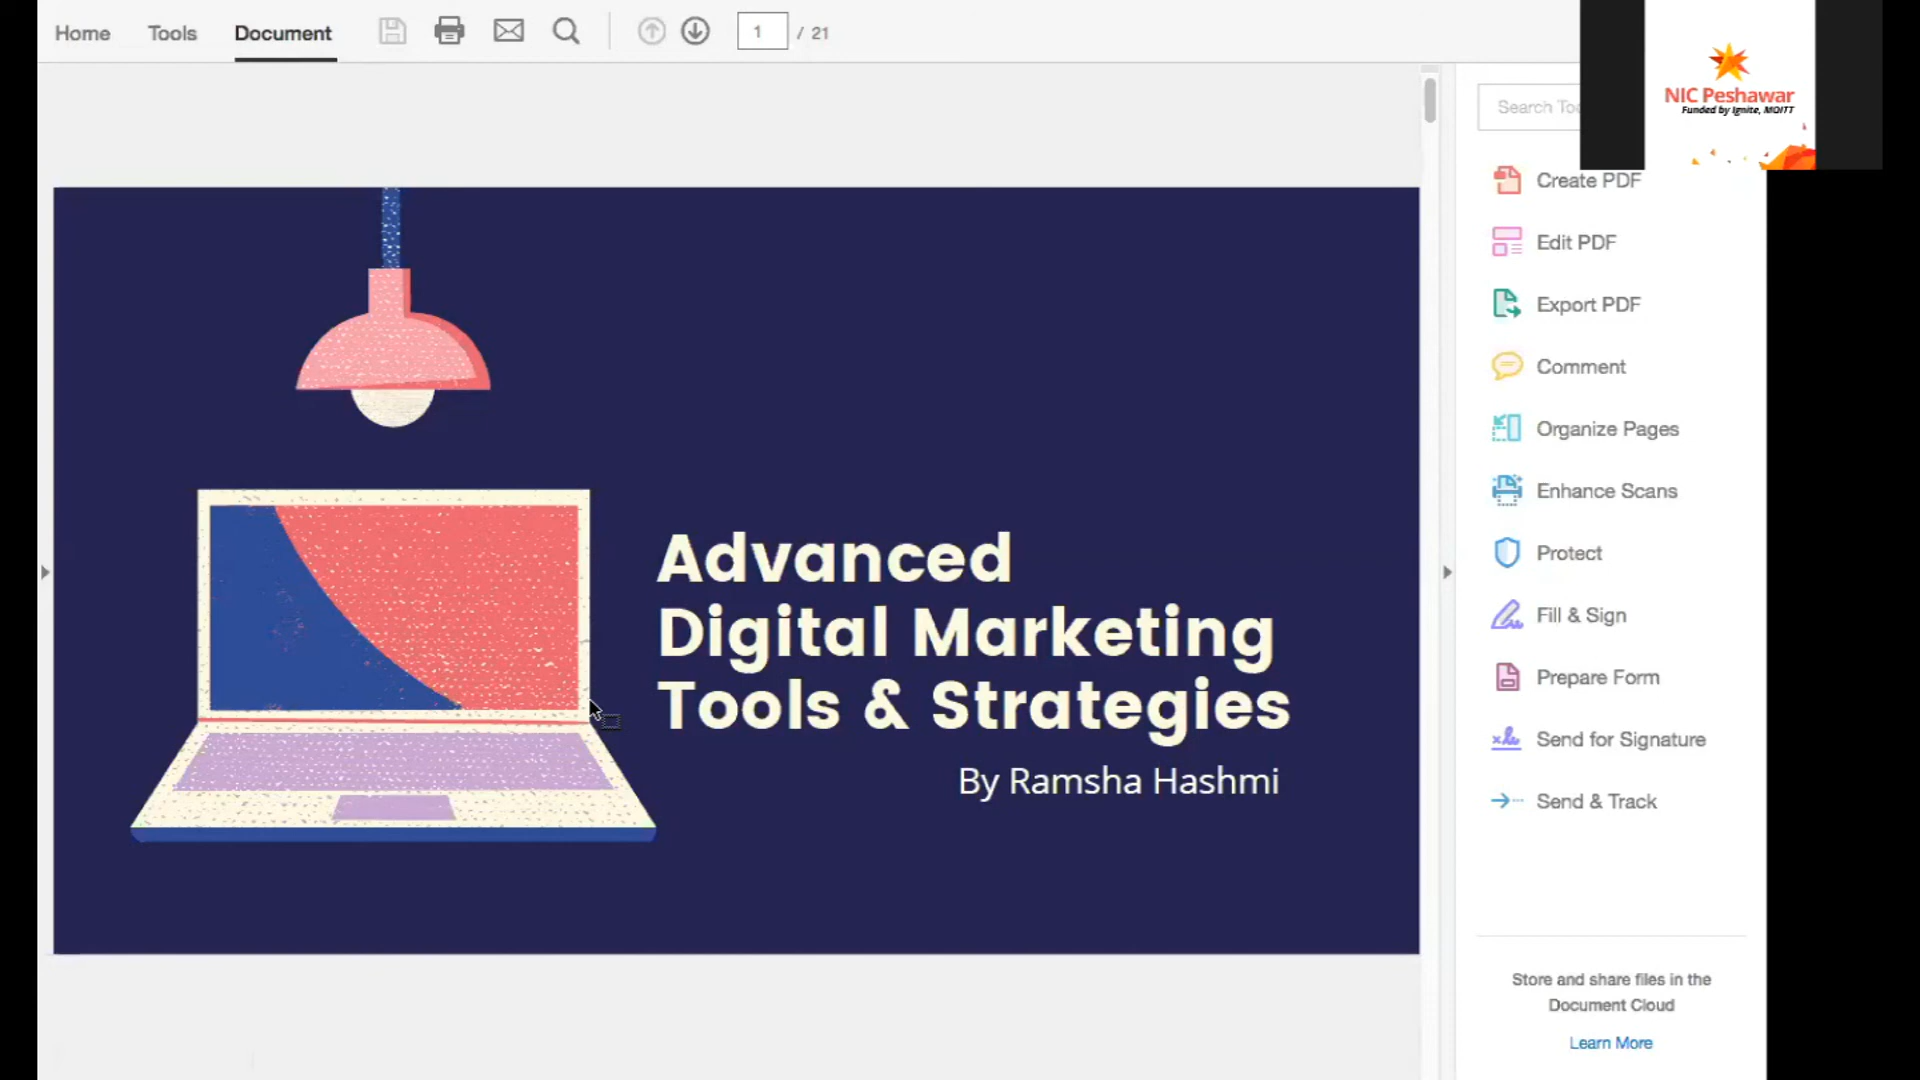 Home Tools Document 1 / 21
NIC Peshawar
Funded by Ignite, MOITT
Search
Create PDF
Edit PDF
Export PDF
Comment
Organize Pages
Enhance Scans
Protect
Fill & Sign
Prepare Form
Send for Signature
Send & Track
Store and share files in the
Document Cloud
Learn More
Advanced
Digital Marketing
Tools & Strategies
By Ramsha Hashmi